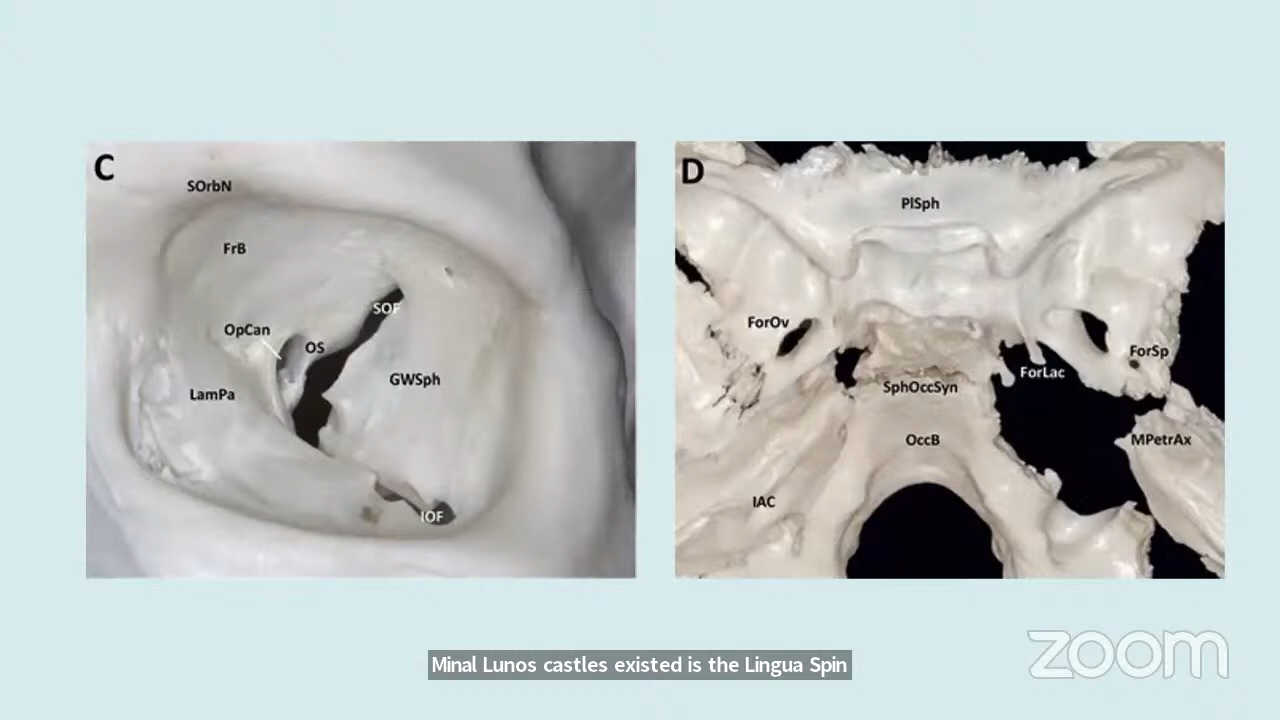 C
SOrbN
FrB
SOF
OpCan
OS
GWSph
LamPa
IOF
D
PlSph
ForOv
ForSp
ForLac
SphOccSyn
OccB
MPetrAx
IAC
Minal Lunos castles existed is the Lingua Spin
zoom